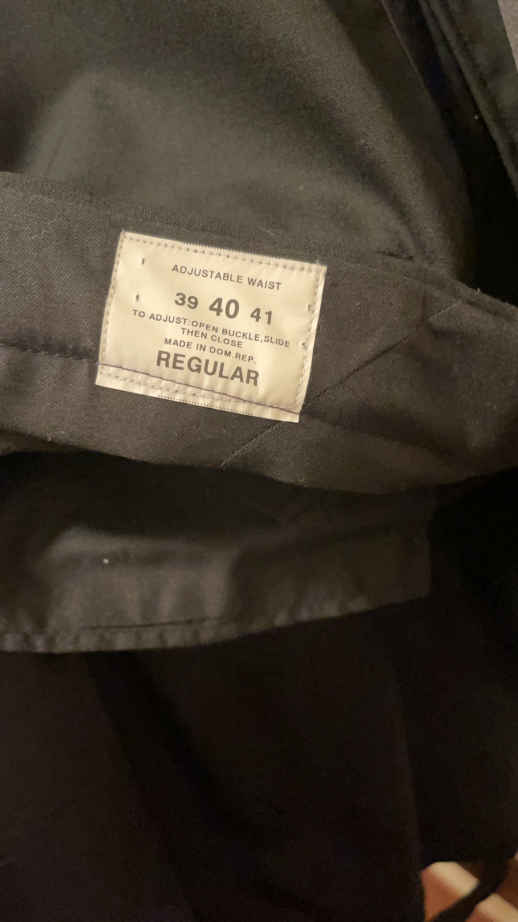 ADJUSTABLE WAIST
39 40 41
TO ADJUST:OPEN BUCKLE,SLIDE
THEN CLOSE
MADE IN DOM.REP.
REGULAR